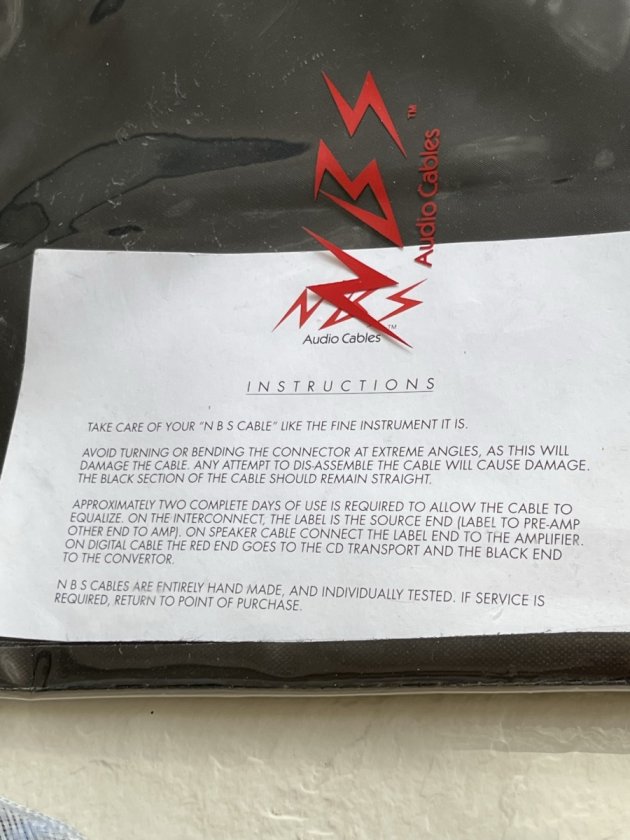 NBS
TM
Audio Cables
NBS
TM
Audio Cables
INSTRUCTIONS
TAKE CARE OF YOUR "N B S CABLE" LIKE THE FINE INSTRUMENT IT IS.
AVOID TURNING OR BENDING THE CONNECTOR AT EXTREME ANGLES, AS THIS WILL
DAMAGE THE CABLE. ANY ATTEMPT TO DIS-ASSEMBLE THE CABLE WILL CAUSE DAMAGE.
THE BLACK SECTION OF THE CABLE SHOULD REMAIN STRAIGHT.
APPROXIMATELY TWO COMPLETE DAYS OF USE IS REQUIRED TO ALLOW THE CABLE TO
EQUALIZE. ON THE INTERCONNECT, THE LABEL IS THE SOURCE END (LABEL TO PRE-AMP
OTHER END TO AMP). ON SPEAKER CABLE CONNECT THE LABEL END TO THE AMPLIFIER.
ON DIGITAL CABLE THE RED END GOES TO THE CD TRANSPORT AND THE BLACK END
TO THE CONVERTOR.
N B S CABLES ARE ENTIRELY HAND MADE, AND INDIVIDUALLY TESTED. IF SERVICE IS
REQUIRED, RETURN TO POINT OF PURCHASE.